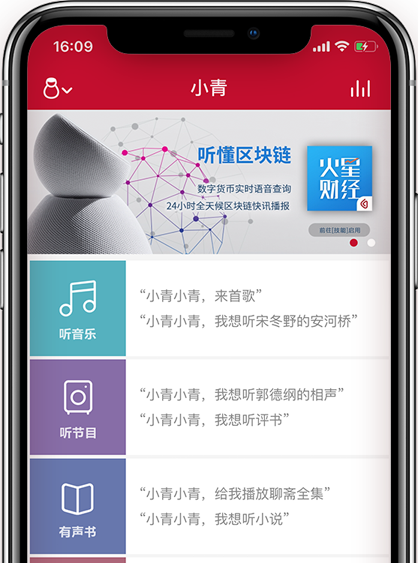 16:09
小青
听懂区块链
数字货币实时语音查询
24小时全天候区块链快讯播报
火星
财经
前往[技能]启用
听音乐
“小青小青，来首歌”
“小青小青，我想听宋冬野的安河桥”
听节目
“小青小青，我想听郭德纲的相声”
“小青小青，我想听评书”
有声书
“小青小青，给我播放聊斋全集”
“小青小青，我想听小说”